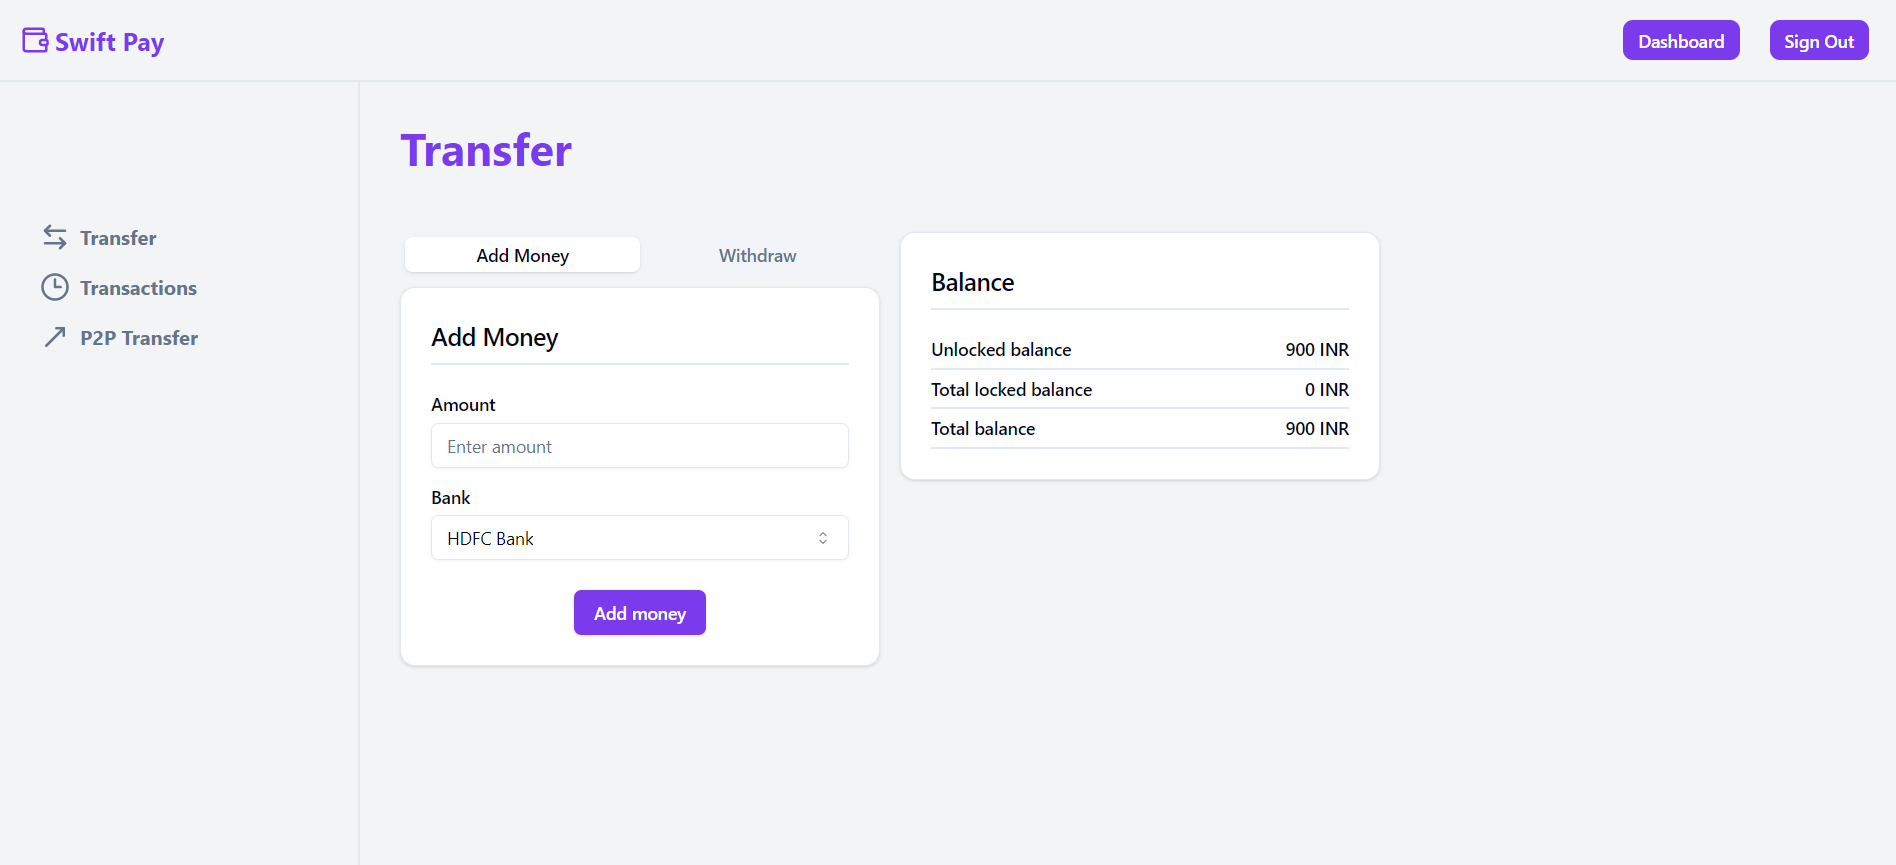 Swift Pay
Dashboard
Sign Out
Transfer
Transactions
P2P Transfer
Transfer
Add Money
Withdraw
Add Money
Amount
Enter amount
Bank
HDFC Bank
Add money
Balance
Unlocked balance 900 INR
Total locked balance 0 INR
Total balance 900 INR